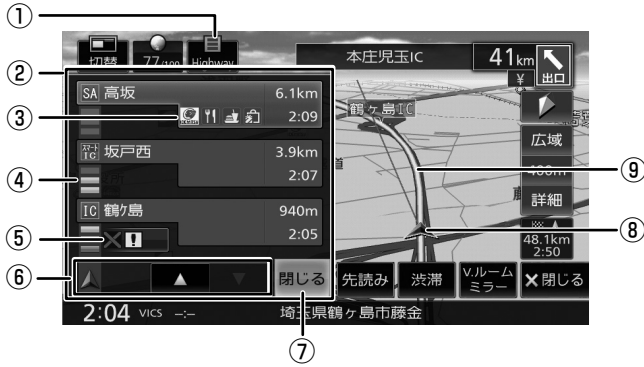 ①
切替
77/100
Highway
本庄児玉IC
41km
¥
出口
②
SA 高坂
6.1km
2:09
③
鶴ヶ島IC
広域
400m
詳細
スマート IC 坂戸西
3.9km
2:07
④
⑨
IC 鶴ヶ島
940m
2:05
⑤
⑧
48.1km
2:50
⑥
閉じる
先読み
渋滞
V.ルーム
ミラー
×閉じる
2:04 VICS -:-
埼玉県鶴ヶ島市藤金
⑦